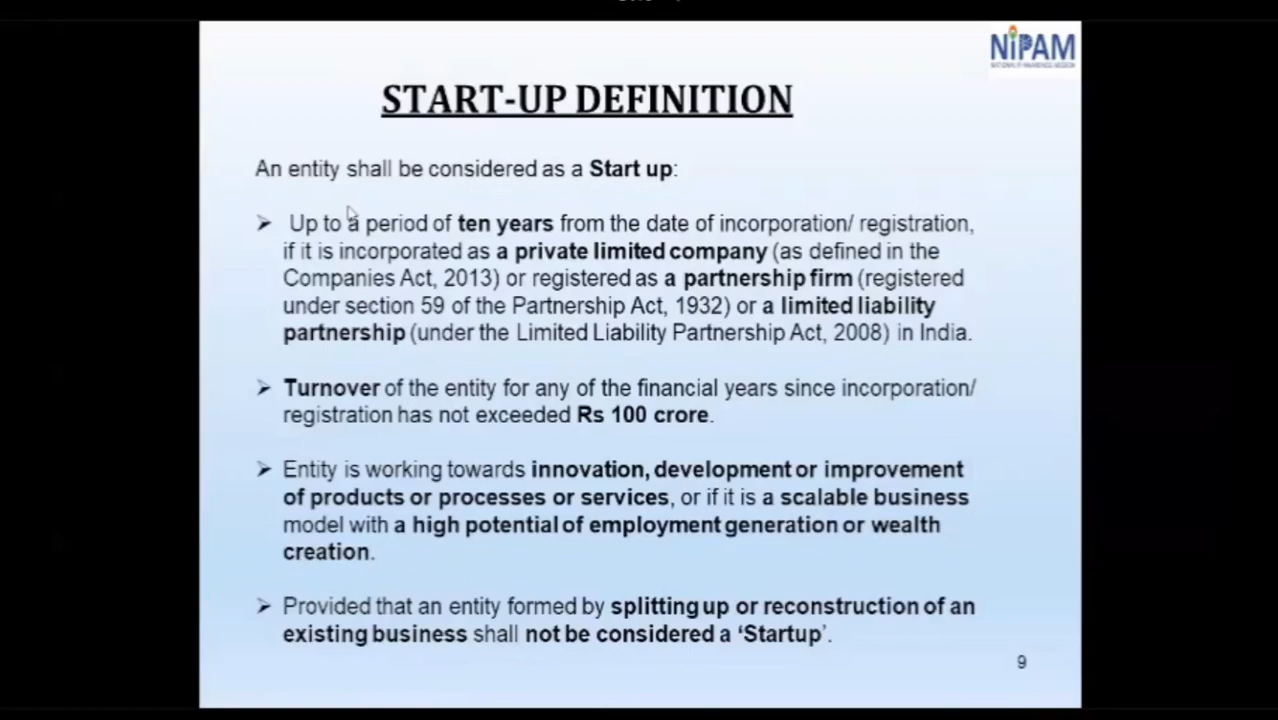 NiPAM
START-UP DEFINITION
An entity shall be considered as a Start up:
➢ Up to a period of ten years from the date of incorporation/ registration,
if it is incorporated as a private limited company (as defined in the
Companies Act, 2013) or registered as a partnership firm (registered
under section 59 of the Partnership Act, 1932) or a limited liability
partnership (under the Limited Liability Partnership Act, 2008) in India.
➢ Turnover of the entity for any of the financial years since incorporation/
registration has not exceeded Rs 100 crore.
➢ Entity is working towards innovation, development or improvement
of products or processes or services, or if it is a scalable business
model with a high potential of employment generation or wealth
creation.
➢ Provided that an entity formed by splitting up or reconstruction of an
existing business shall not be considered a ‘Startup’.
9